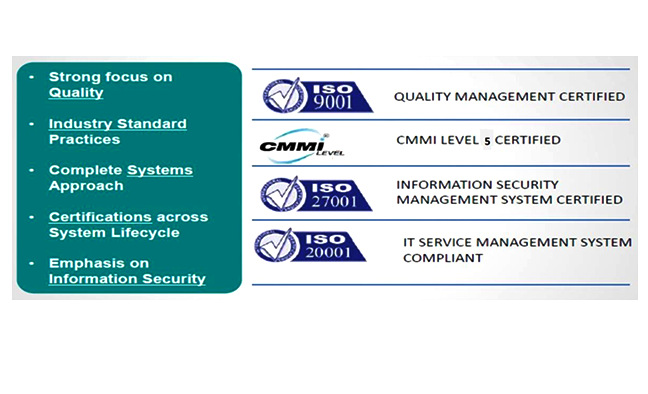 • Strong focus on
Quality
• Industry Standard
Practices
• Complete Systems
Approach
• Certifications across
System Lifecycle
• Emphasis on
Information Security
ISO
9001
QUALITY MANAGEMENT CERTIFIED
CMMi®
LEVEL
CMMI LEVEL 5 CERTIFIED
ISO
27001
INFORMATION SECURITY
MANAGEMENT SYSTEM CERTIFIED
ISO
20001
IT SERVICE MANAGEMENT SYSTEM
COMPLIANT